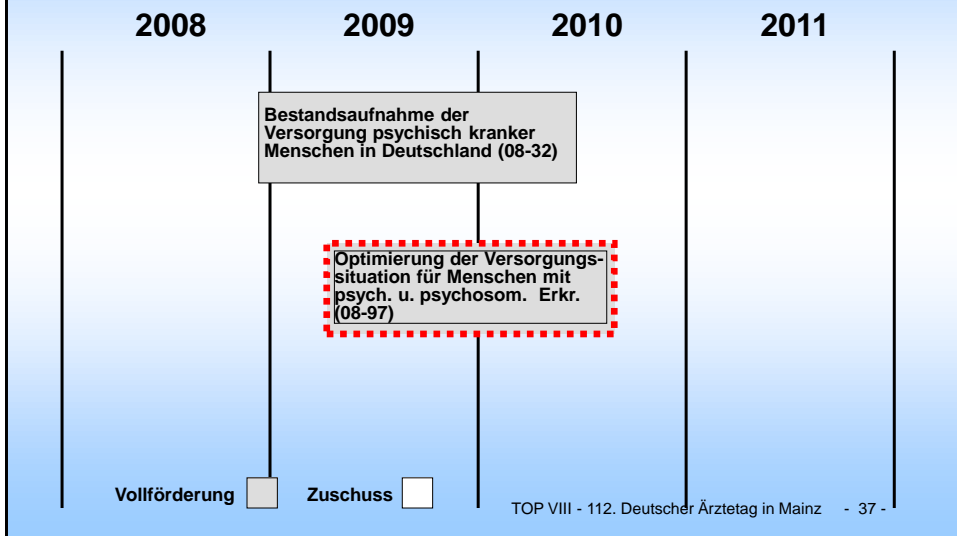 2008 2009 2010 2011
Bestandsaufnahme der
Versorgung psychisch kranker
Menschen in Deutschland (08-32)
Optimierung der Versorgungs-
situation für Menschen mit
psych. u. psychosom. Erkr.
(08-97)
Vollförderung Zuschuss
TOP VIII - 112. Deutscher Ärztetag in Mainz - 37 -